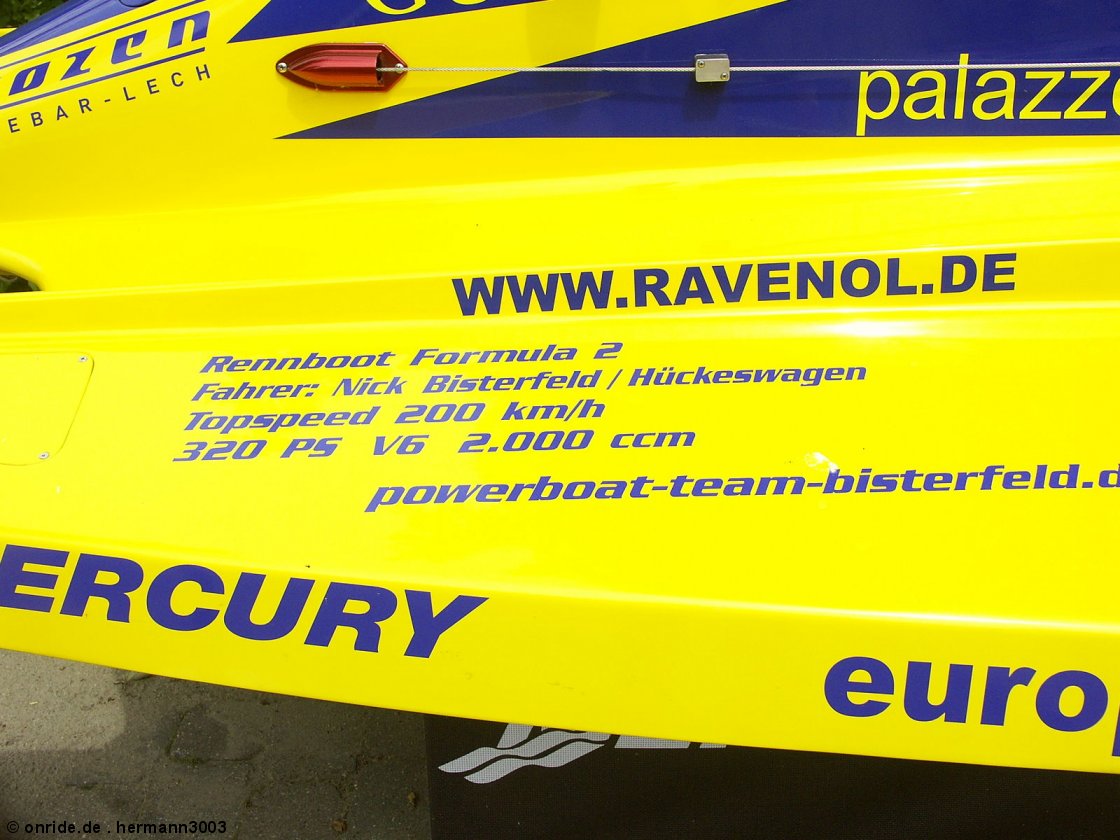 ozen
EBAR-LECH
palazz
WWW.RAVENOL.DE
Rennboot Formula 2
Fahrer: Nick Bisterfeld / Hückeswagen
Topspeed 200 km/h
320 PS V6 2.000 ccm
powerboat-team-bisterfeld.d
ERCURY
euro
© onride.de . hermann3003